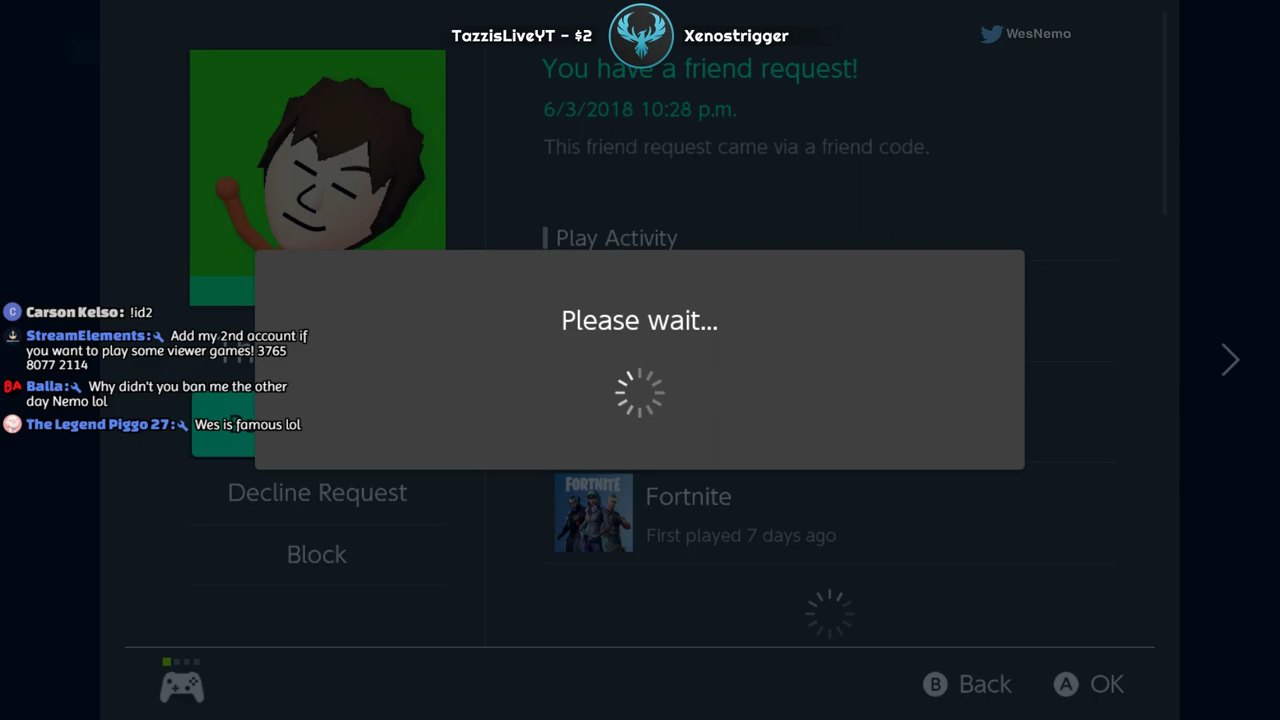 TazzisLiveYT - $2
Xenostrigger
WesNemo
You have a friend request!
6/3/2018 10:28 p.m.
This friend request came via a friend code.
Play Activity
Please wait...
Carson Kelso: !id2
StreamElements: Add my 2nd account if
you want to play some viewer games! 3765
8077 2114
Balla: Why didn't you ban me the other
day Nemo lol
The Legend Piggo 27: Wes is famous lol
Decline Request
Block
FORTNITE
Fortnite
First played 7 days ago
B Back
A OK